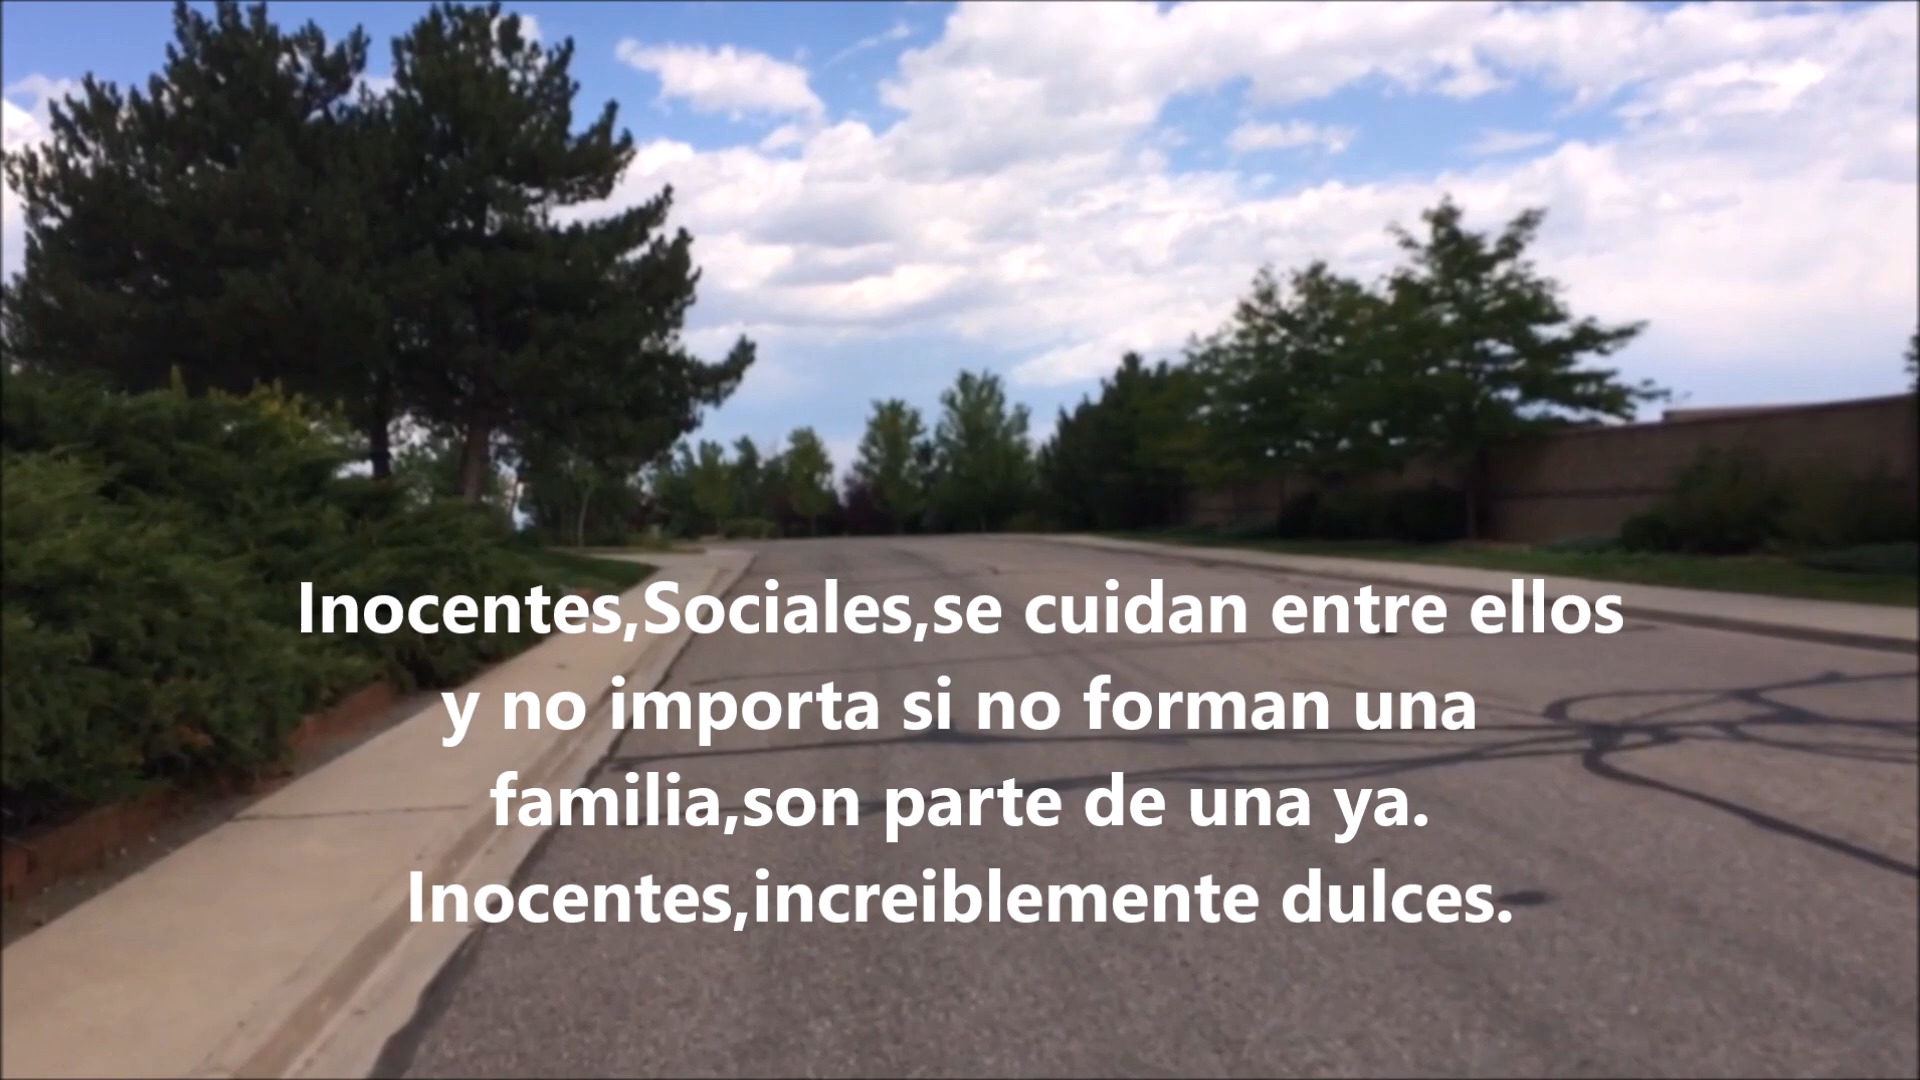 Inocentes,Sociales,se cuidan entre ellos
y no importa si no forman una
familia,son parte de una ya.
Inocentes,increiblemente dulces.